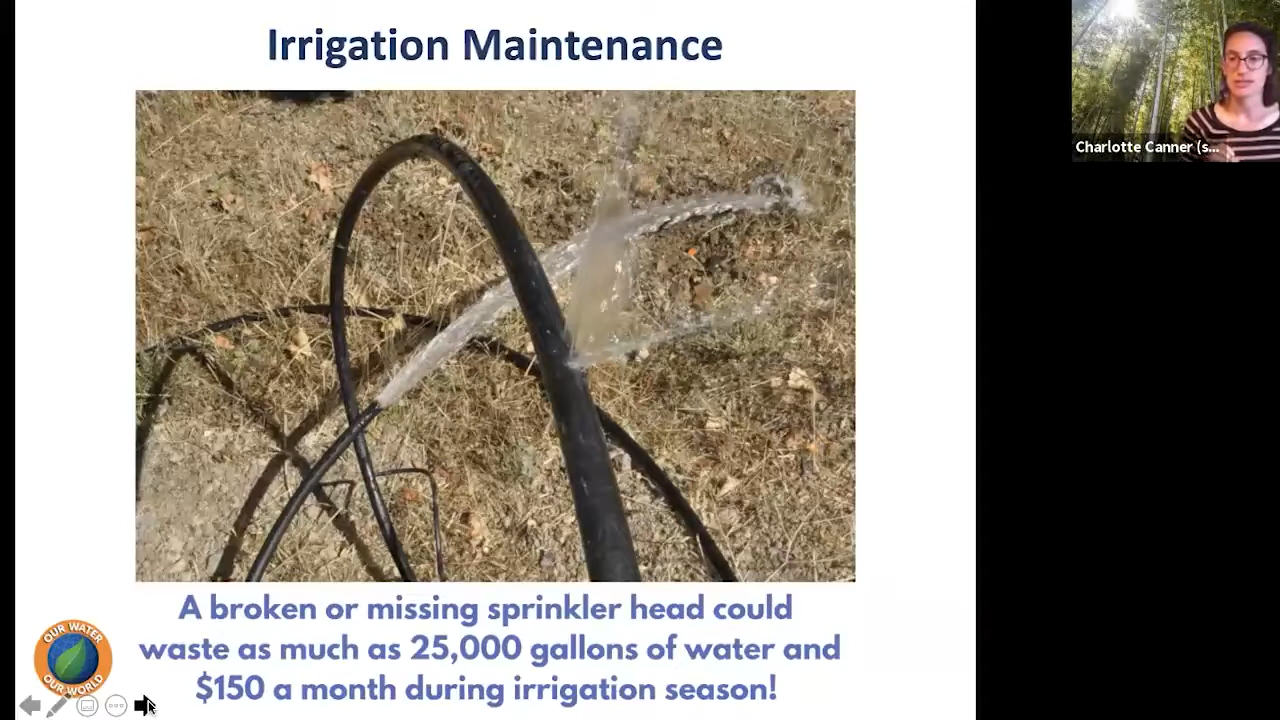 Irrigation Maintenance
Charlotte Canner (s...
A broken or missing sprinkler head could
waste as much as 25,000 gallons of water and
$150 a month during irrigation season!
OUR WATER
OUR WORLD